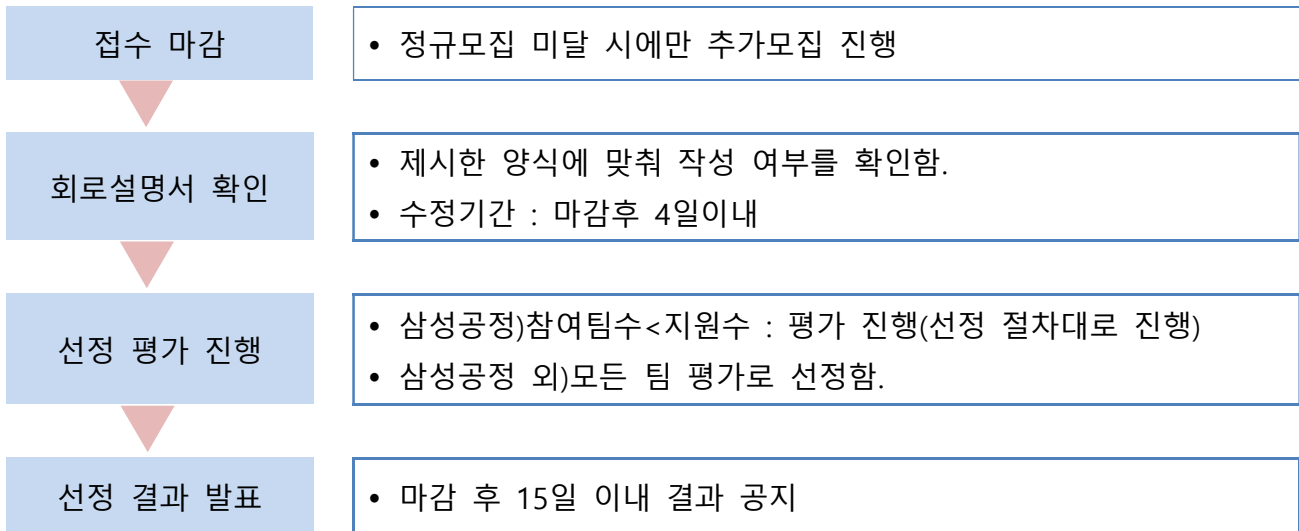 접수 마감
• 정규모집 미달 시에만 추가모집 진행
회로설명서 확인
• 제시한 양식에 맞춰 작성 여부를 확인함.
• 수정기간 : 마감후 4일이내
선정 평가 진행
• 삼성공정)참여팀수<지원수 : 평가 진행(선정 절차대로 진행)
• 삼성공정 외)모든 팀 평가로 선정함.
선정 결과 발표
• 마감 후 15일 이내 결과 공지